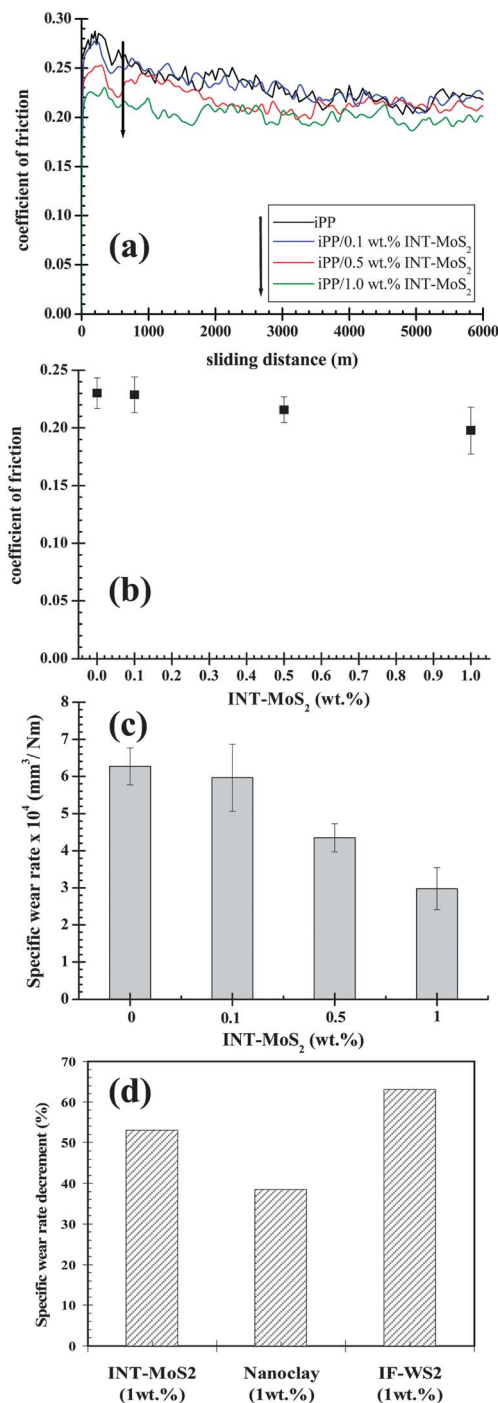 0.30
0.25
0.20
0.15
0.10
0.05
0.00
coefficient of friction
(a)
iPP
iPP/0.1 wt.% INT-MoS₂
iPP/0.5 wt.% INT-MoS₂
iPP/1.0 wt.% INT-MoS₂
0 1000 2000 3000 4000 5000 6000
sliding distance (m)
0.25
0.20
0.15
0.10
0.05
0.00
coefficient of friction
(b)
0.0 0.1 0.2 0.3 0.4 0.5 0.6 0.7 0.8 0.9 1.0
INT-MoS₂ (wt.%)
8
7
6
5
4
3
2
1
0
Specific wear rate x 10⁴ (mm³/ Nm)
(c)
0 0.1 0.5 1
INT-MoS₂ (wt.%)
70
60
50
40
30
20
10
0
Specific wear rate decrement (%)
(d)
INT-MoS2 Nanoclay IF-WS2
(1wt.%) (1wt.%) (1wt.%)